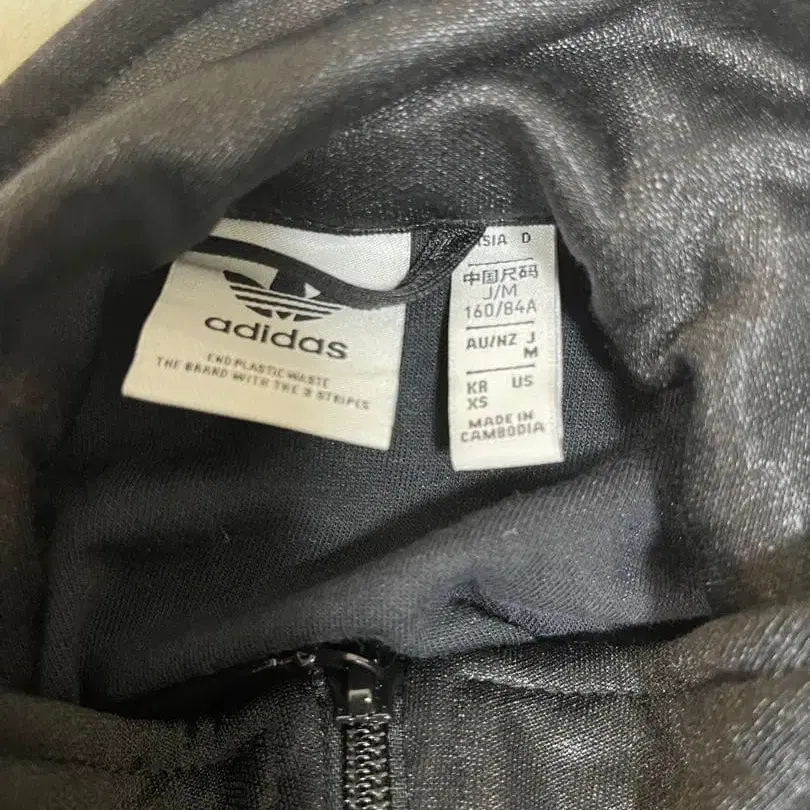 adidas
END PLASTIC WASTE
THE BRAND WITH THE 3 STRIPES
ASIA D
中国尺码
J/M
160/84A
AU/NZ J
M
KR US
XS
MADE IN
CAMBODIA